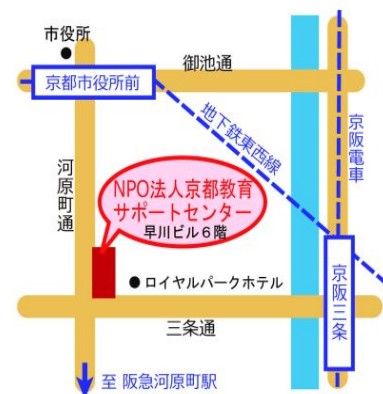 市役所
御池通
京都市役所前
地下鉄東西線
京阪電車
河原町通
NPO法人京都教育
サポートセンター
早川ビル6階
●ロイヤルパークホテル
京阪三条
三条通
至 阪急河原町駅